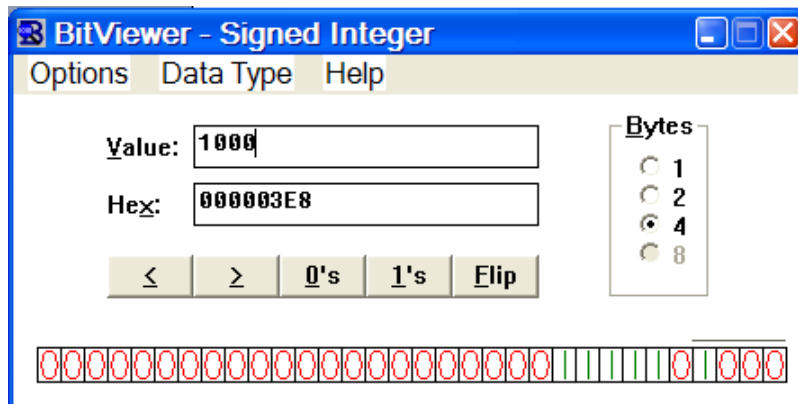 BitViewer - Signed Integer
Options Data Type Help
Value: 1000
Hex: 000003E8
Bytes
1
2
4
8
< > 0's 1's Flip
00000000000000000000001111101000